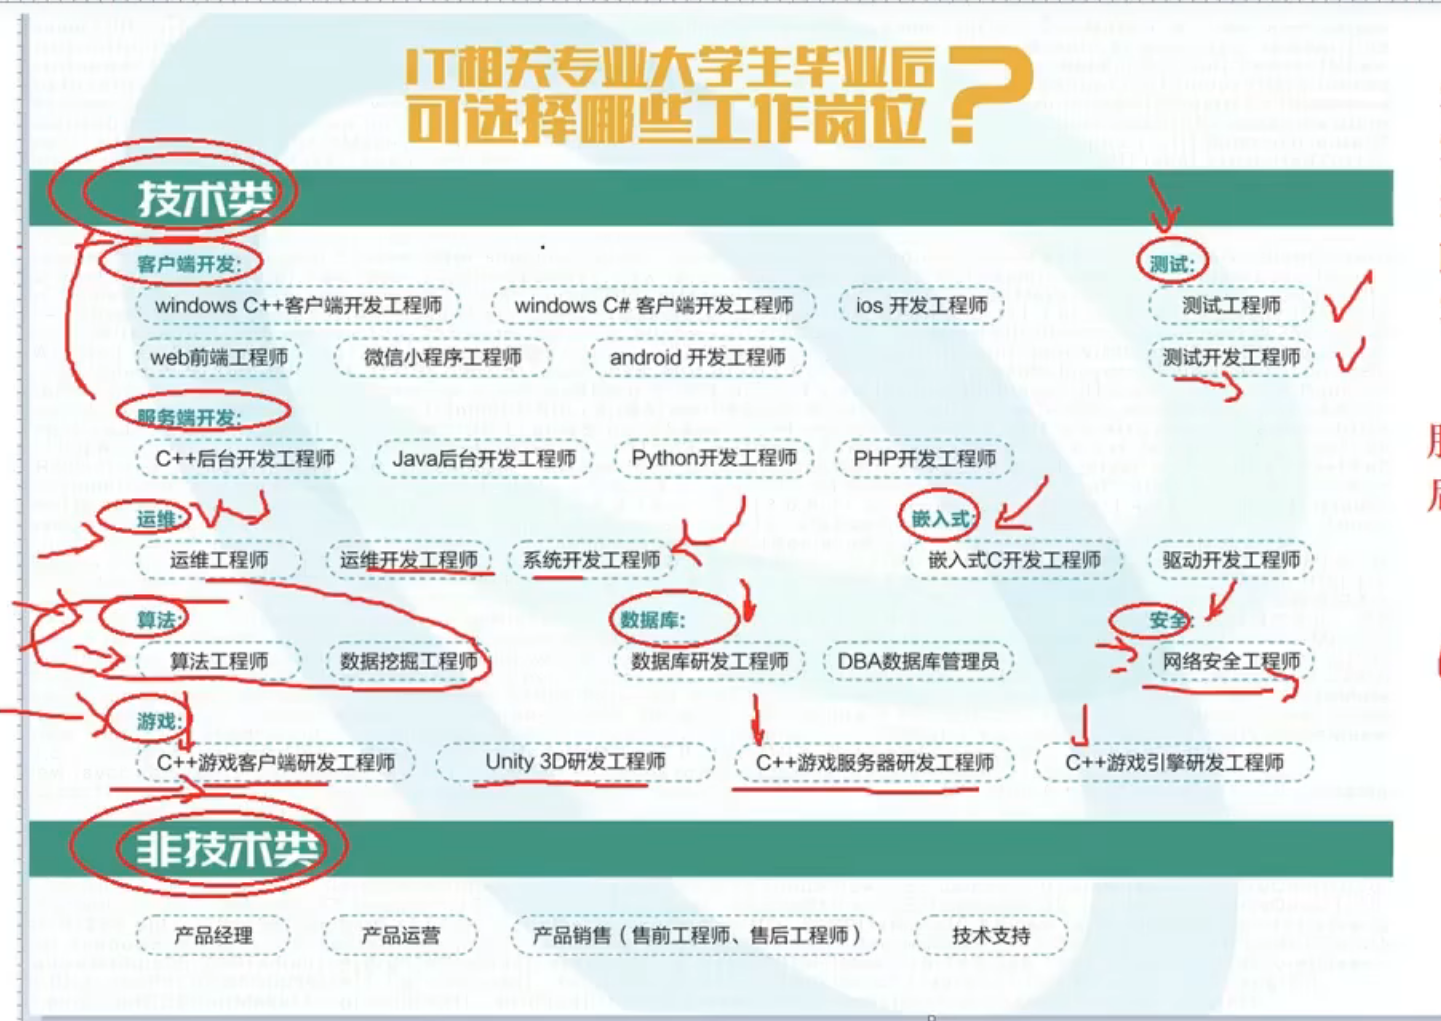 IT相关专业大学生毕业后
可选择哪些工作岗位?
技术类
客户端开发: 测试:
windows C++客户端开发工程师 windows C# 客户端开发工程师 ios 开发工程师 测试工程师
web前端工程师 微信小程序工程师 android 开发工程师 测试开发工程师
服务端开发:
C++后台开发工程师 Java后台开发工程师 Python开发工程师 PHP开发工程师
运维: 嵌入式:
运维工程师 运维开发工程师 系统开发工程师 嵌入式C开发工程师 驱动开发工程师
算法: 数据库: 安全:
算法工程师 数据挖掘工程师 数据库研发工程师 DBA数据库管理员 网络安全工程师
游戏:
C++游戏客户端研发工程师 Unity 3D研发工程师 C++游戏服务器研发工程师 C++游戏引擎研发工程师
非技术类
产品经理 产品运营 产品销售（售前工程师、售后工程师） 技术支持